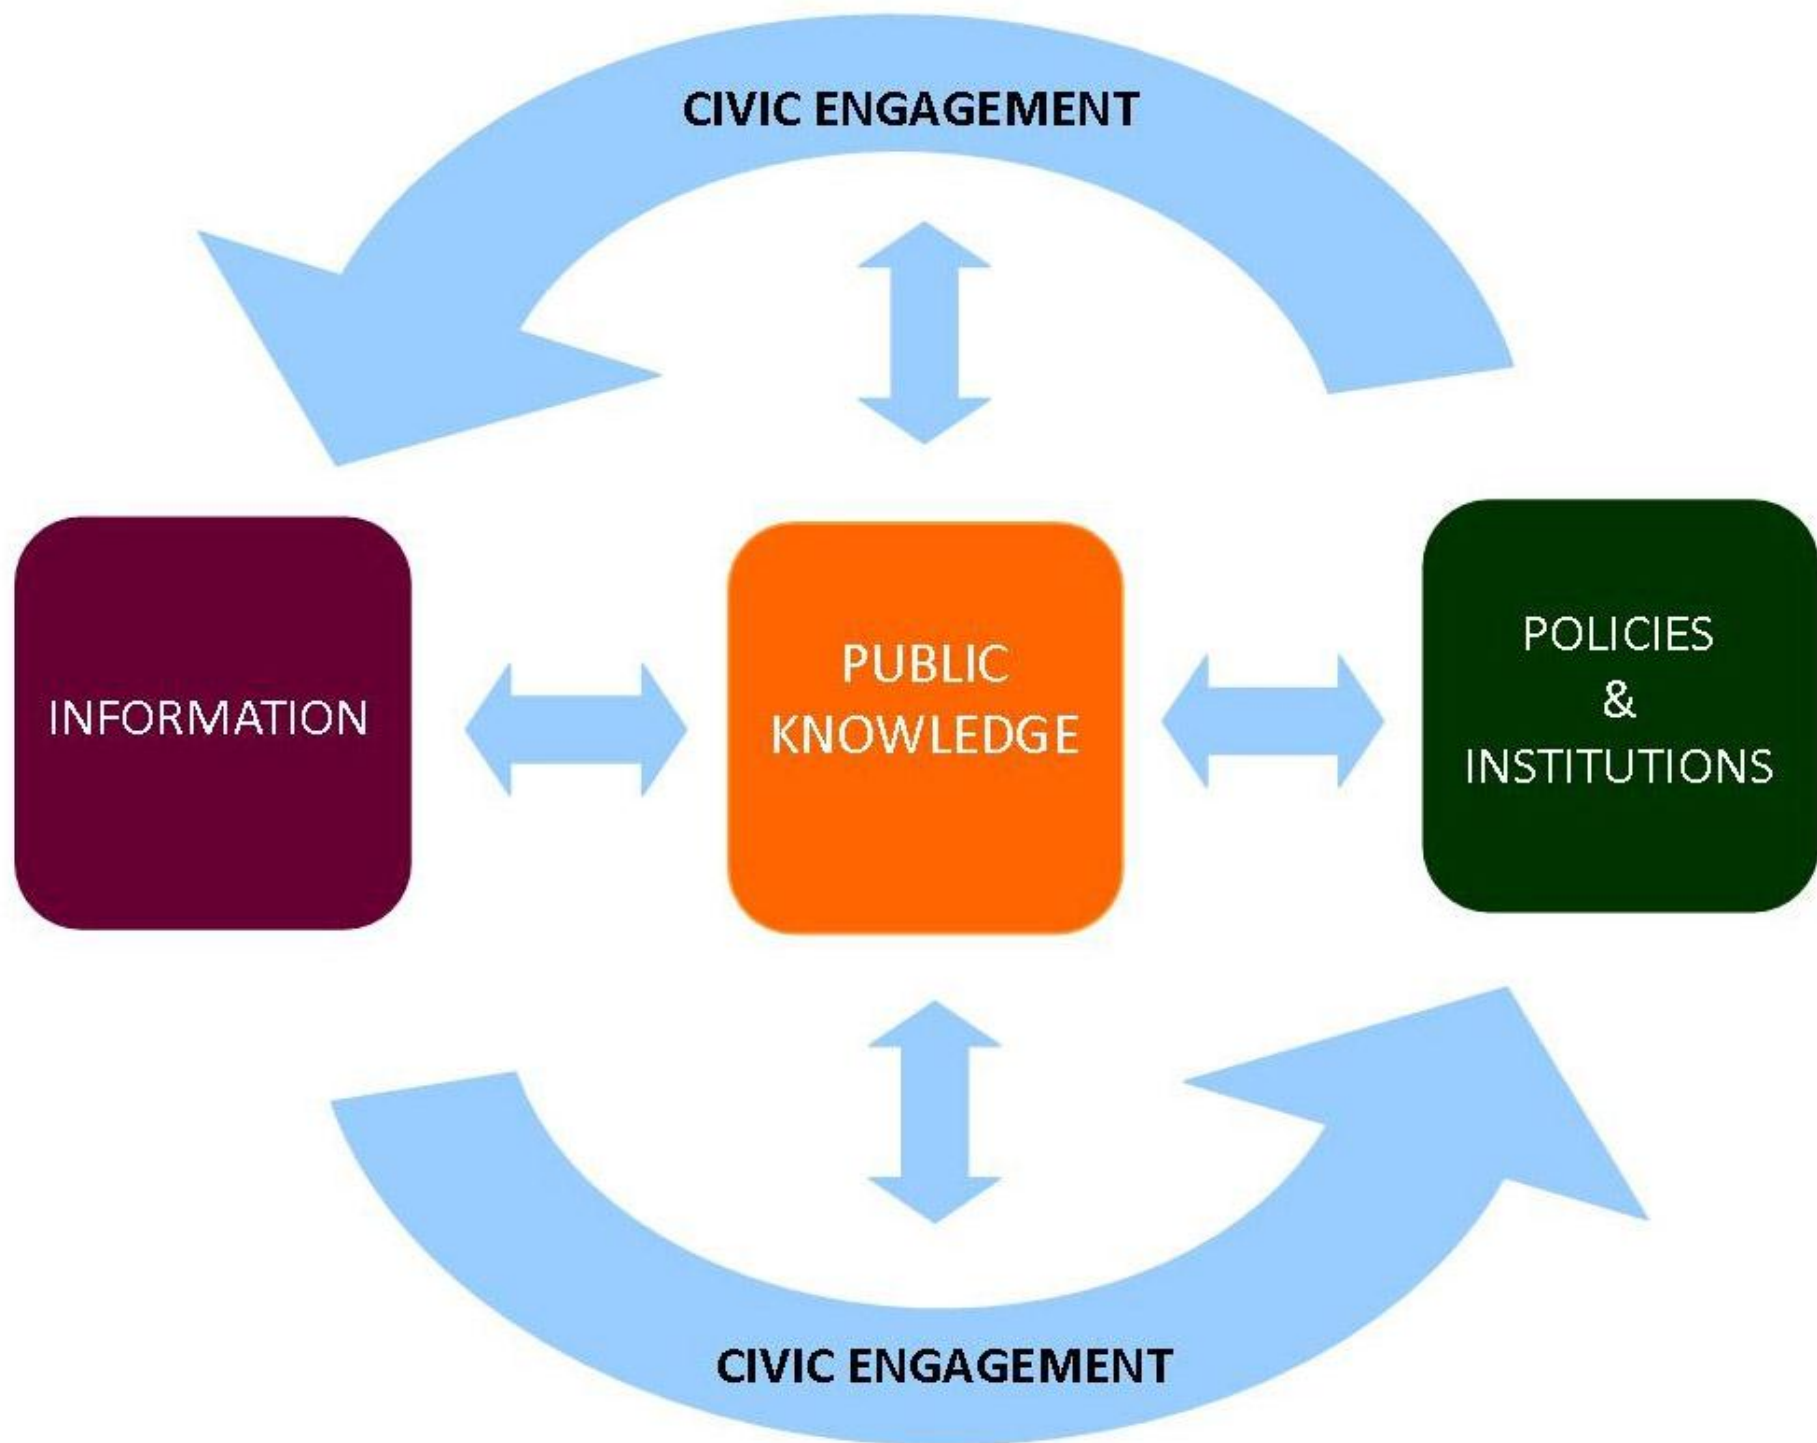 CIVIC ENGAGEMENT
INFORMATION
PUBLIC
KNOWLEDGE
POLICIES
&
INSTITUTIONS
CIVIC ENGAGEMENT